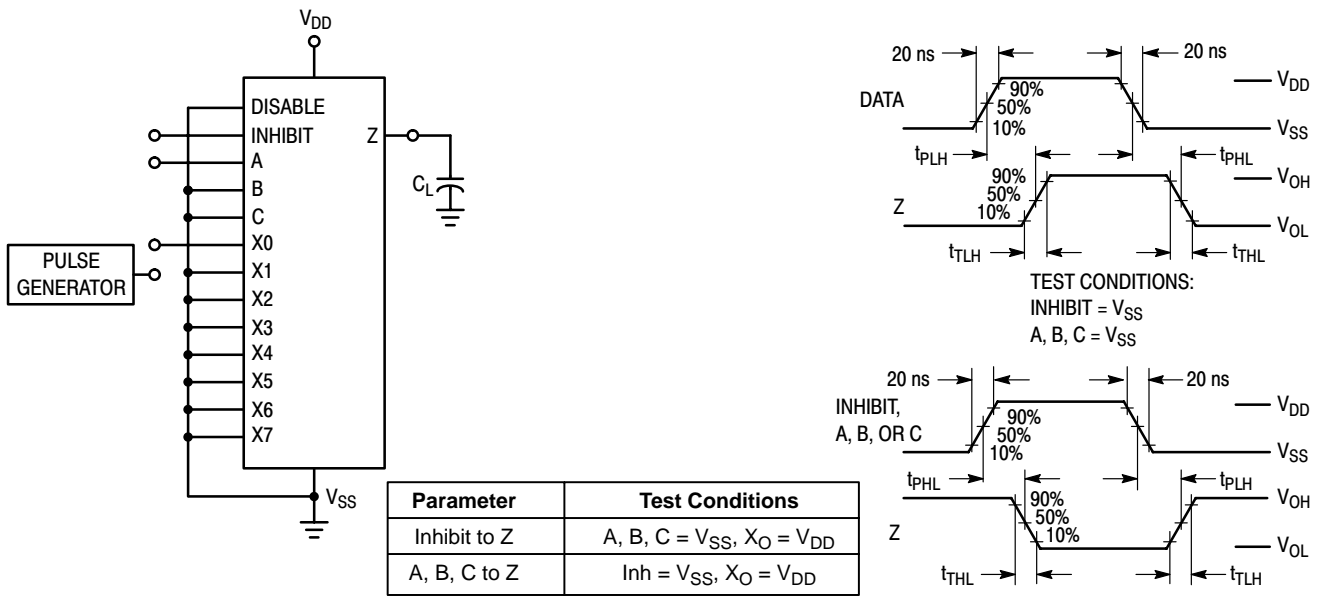 VDD
DISABLE
INHIBIT
Z
A
B
C
X0
X1
X2
X3
X4
X5
X6
X7
CL
PULSE
GENERATOR
VSS
Parameter Test Conditions
Inhibit to Z A, B, C = VSS, XO = VDD
A, B, C to Z Inh = VSS, XO = VDD
20 ns 20 ns
DATA
90%
50%
10%
VDD
VSS
tPLH tPHL
Z
90%
50%
10%
VOH
VOL
tTLH tTHL
TEST CONDITIONS:
INHIBIT = VSS
A, B, C = VSS
20 ns 20 ns
INHIBIT,
A, B, OR C
90%
50%
10%
VDD
VSS
tPHL tPLH
Z
90%
50%
10%
VOH
VOL
tTHL tTLH